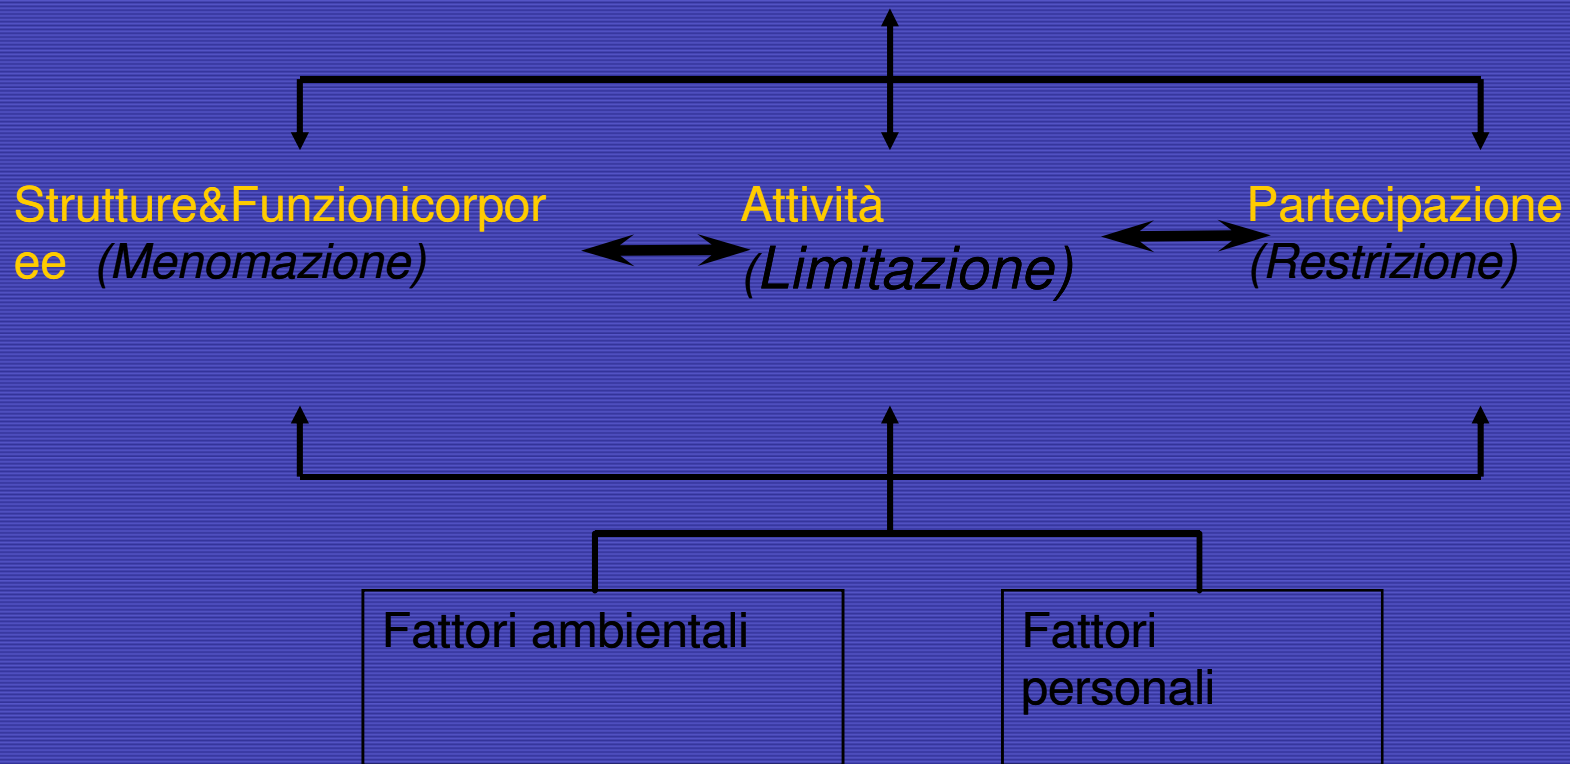 Strutture&Funzionicorpor
ee (Menomazione)
Attività
(Limitazione)
Partecipazione
(Restrizione)
Fattori ambientali
Fattori
personali